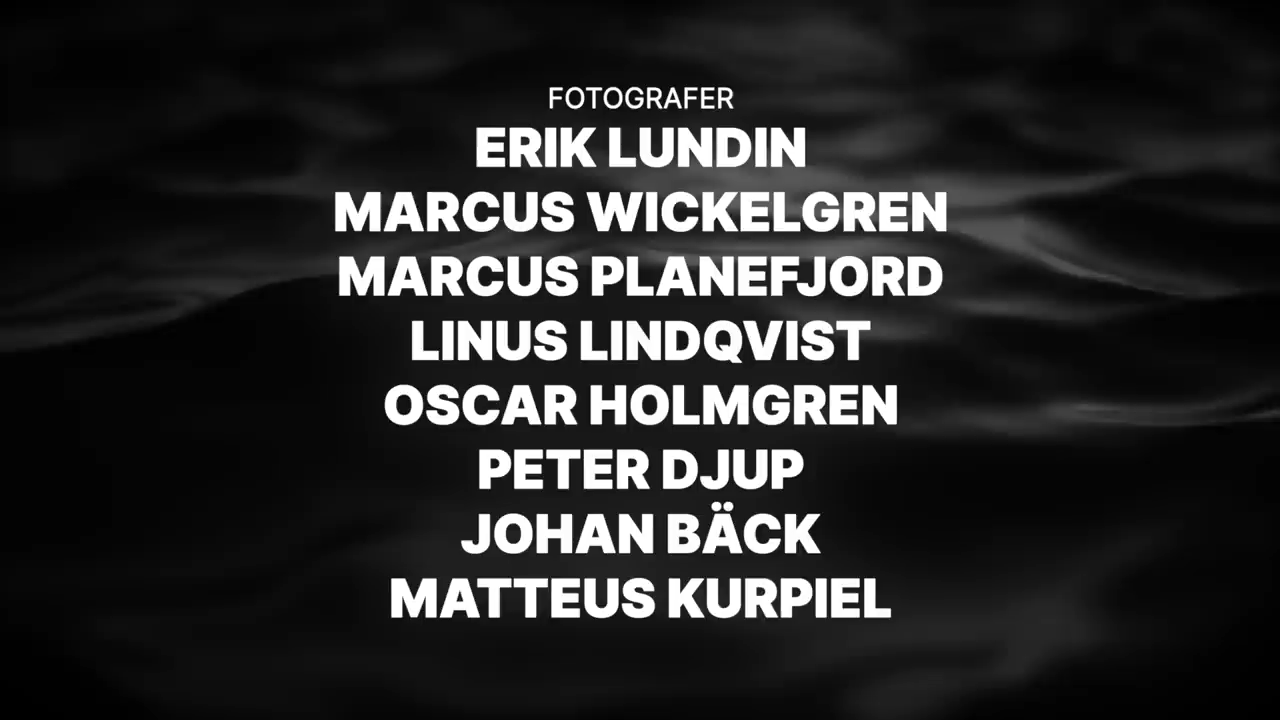 FOTOGRAFER
ERIK LUNDIN
MARCUS WICKELGREN
MARCUS PLANEFJORD
LINUS LINDQVIST
OSCAR HOLMGREN
PETER DJUP
JOHAN BÄCK
MATTEUS KURPIEL